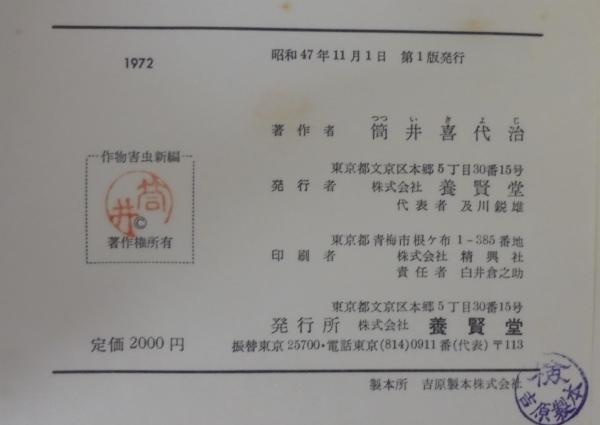 1972
昭和47年11月1日 第1版発行
つつ い き よ じ
著作者 筒井喜代治
作物害虫新編
筒井
©
著作権所有
東京都文京区本郷5丁目30番15号
発行者 株式会社 養賢堂
代表者 及川鋭雄
東京都青梅市根ケ布1-385番地
印刷者 株式会社 精興社
責任者 白井倉之助
東京都文京区本郷5丁目30番15号
発行所 株式会社 養賢堂
定価 2000円
振替東京25700・電話東京(814)0911番(代表)〒113
製本所 吉原製本株式会社
吉原製本